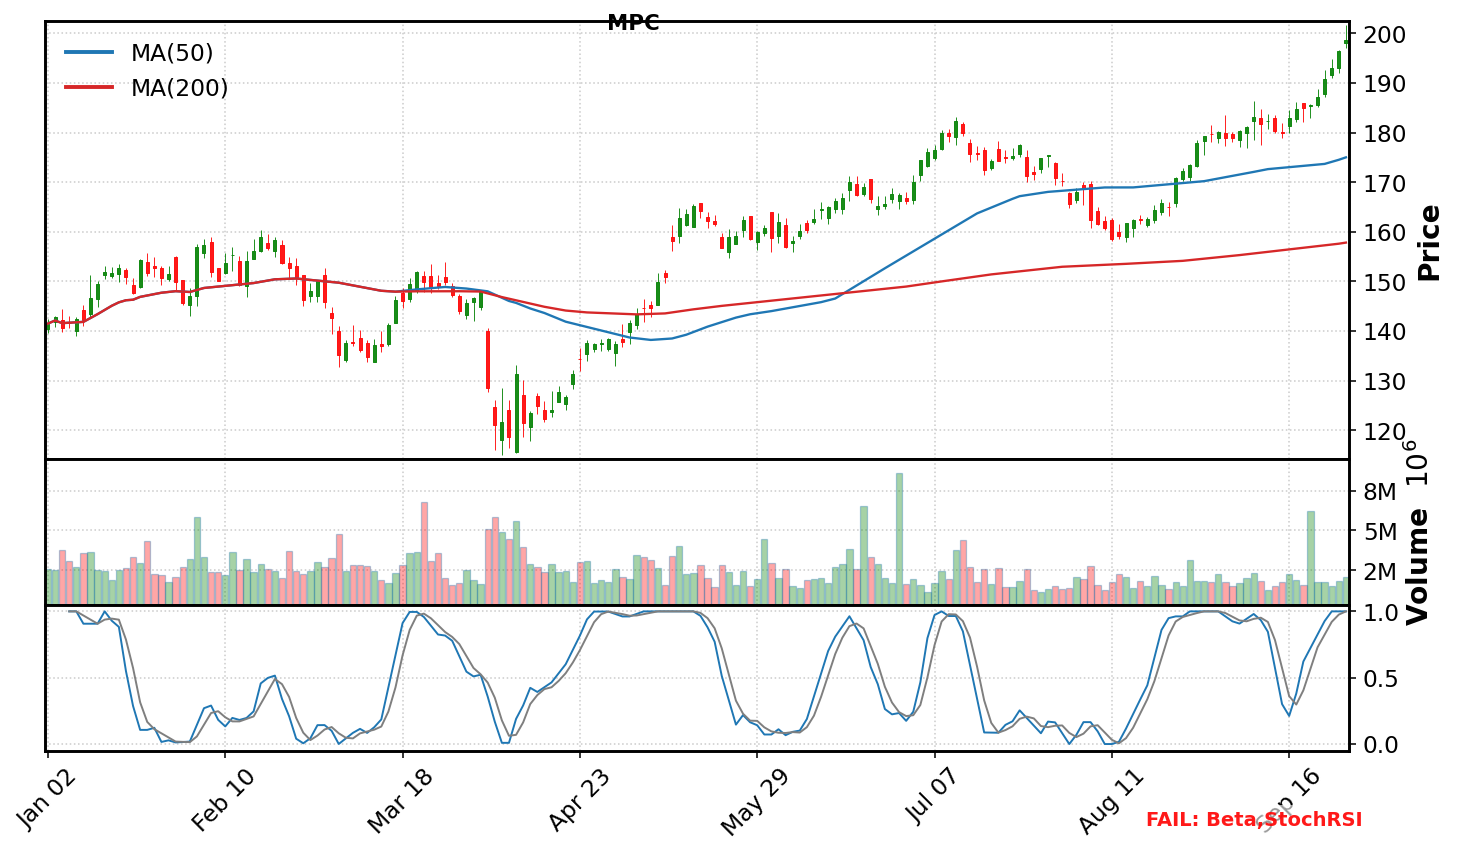 MPC
MA(50)
MA(200)
200
190
180
170
160
150
140
130
120
Price
10^6
8M
5M
2M
Volume
1.0
0.5
0.0
Jan 02
Feb 10
Mar 18
Apr 23
May 29
Jul 07
Aug 11
Sep 16
FAIL: Beta,StochRSI